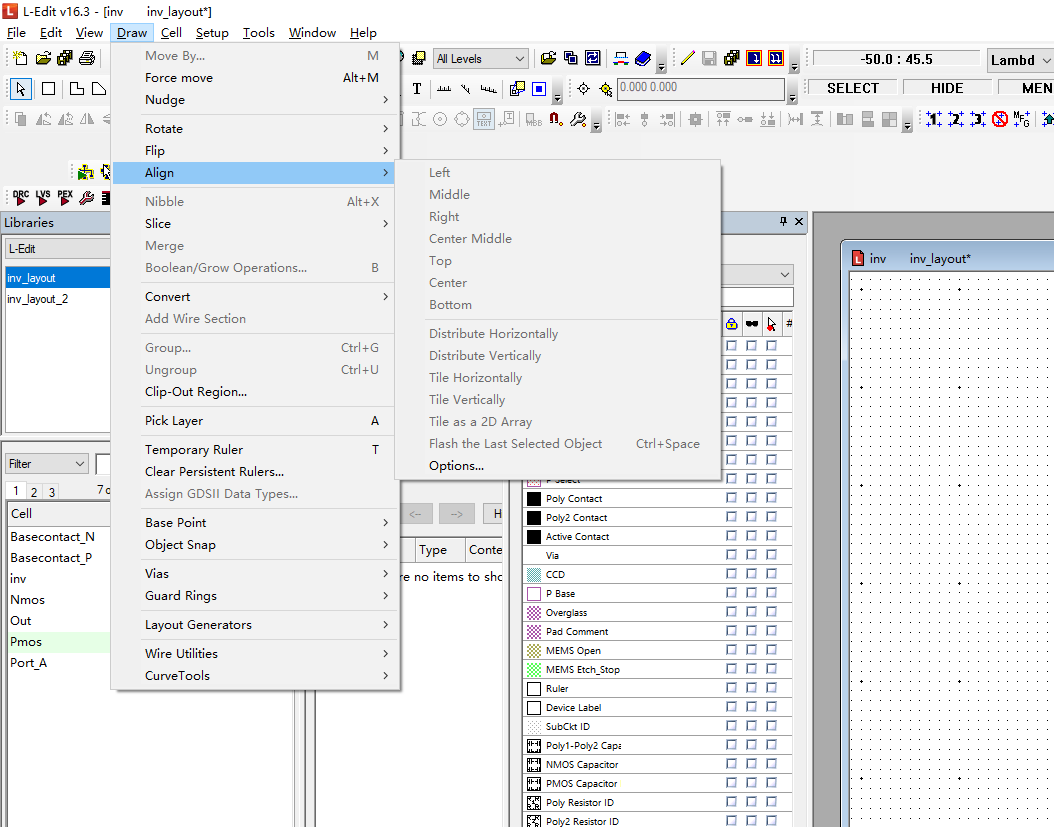 L-Edit v16.3 - [inv inv_layout*]
File Edit View Draw Cell Setup Tools Window Help
All Levels
-50.0 : 45.5
Lambd
T
0.000 0.000
SELECT
HIDE
MEN
TEXT
MBB
1 2 3 MFG
DRC LVS PEX
Move By... M
Force move Alt+M
Nudge
Rotate
Flip
Align
Nibble Alt+X
Slice
Merge
Boolean/Grow Operations... B
Convert
Add Wire Section
Group... Ctrl+G
Ungroup Ctrl+U
Clip-Out Region...
Pick Layer A
Temporary Ruler T
Clear Persistent Rulers...
Assign GDSII Data Types...
Base Point
Object Snap
Vias
Guard Rings
Layout Generators
Wire Utilities
CurveTools
Left
Middle
Right
Center Middle
Top
Center
Bottom
Distribute Horizontally
Distribute Vertically
Tile Horizontally
Tile Vertically
Tile as a 2D Array
Flash the Last Selected Object Ctrl+Space
Options...
Libraries
L-Edit
inv_layout
inv_layout_2
Filter
1 2 3
7 o
Cell
Basecontact_N
Basecontact_P
inv
Nmos
Out
Pmos
Port_A
<-- --> H
Type Conte
re no items to sho
#
P Select
Poly Contact
Poly2 Contact
Active Contact
Via
CCD
P Base
Overglass
Pad Comment
MEMS Open
MEMS Etch_Stop
Ruler
Device Label
SubCkt ID
Poly1-Poly2 Capa
NMOS Capacitor
PMOS Capacitor
Poly Resistor ID
Poly2 Resistor ID
inv inv_layout*